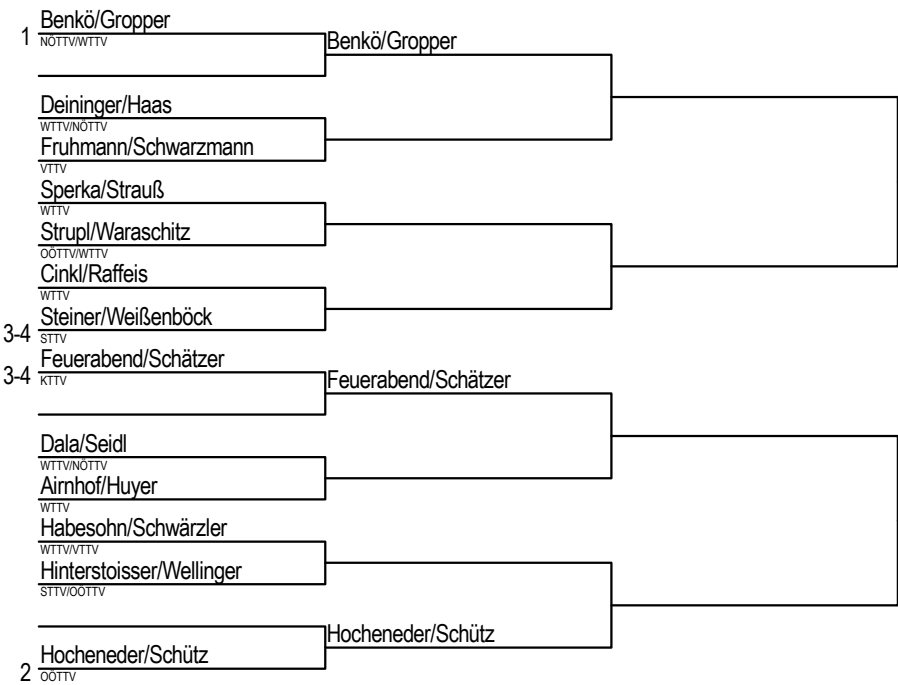 Benkö/Gropper
1 NÖTTV/WTTV
Benkö/Gropper
Deininger/Haas
WTTV/NÖTTV
Fruhmann/Schwarzmann
VTTV
Sperka/Strauß
WTTV
Strupl/Waraschitz
OÖTTV/WTTV
Cinkl/Raffeis
WTTV
Steiner/Weißenböck
3-4 STTV
Feuerabend/Schätzer
3-4 KTTV
Feuerabend/Schätzer
Dala/Seidl
WTTV/NÖTTV
Airnhof/Huyer
WTTV
Habesohn/Schwärzler
WTTV/VTTV
Hinterstoisser/Wellinger
STTV/OÖTTV
Hocheneder/Schütz
Hocheneder/Schütz
2 OÖTTV